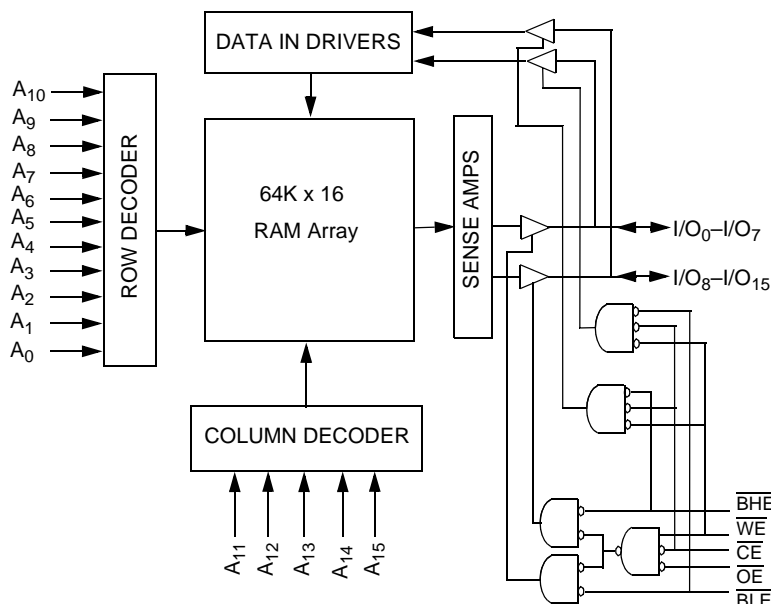 DATA IN DRIVERS
A10
A9
A8
A7
A6
A5
A4
A3
A2
A1
A0
ROW DECODER
64K x 16
RAM Array
SENSE AMPS
I/O0–I/O7
I/O8–I/O15
COLUMN DECODER
A11
A12
A13
A14
A15
BHE
WE
CE
OE
BLE